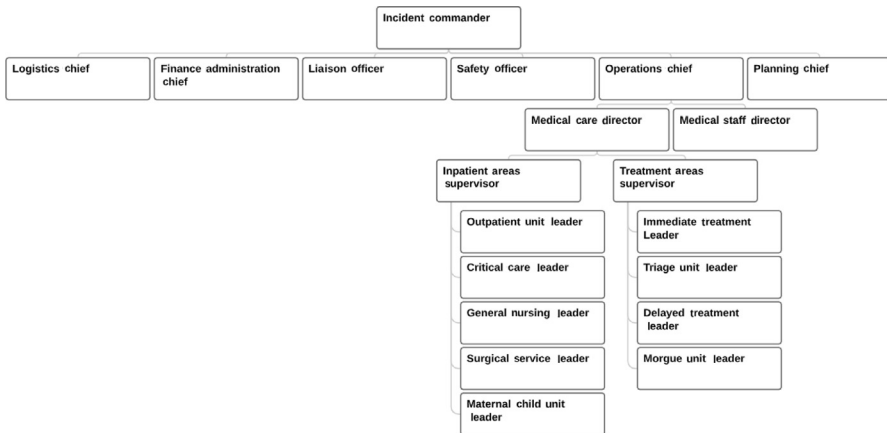 Incident commander
Logistics chief
Finance administration
chief
Liaison officer
Safety officer
Operations chief
Planning chief
Medical care director
Medical staff director
Inpatient areas
supervisor
Treatment areas
supervisor
Outpatient unit leader
Critical care leader
General nursing leader
Surgical service leader
Maternal child unit
leader
Immediate treatment
Leader
Triage unit leader
Delayed treatment
leader
Morgue unit leader